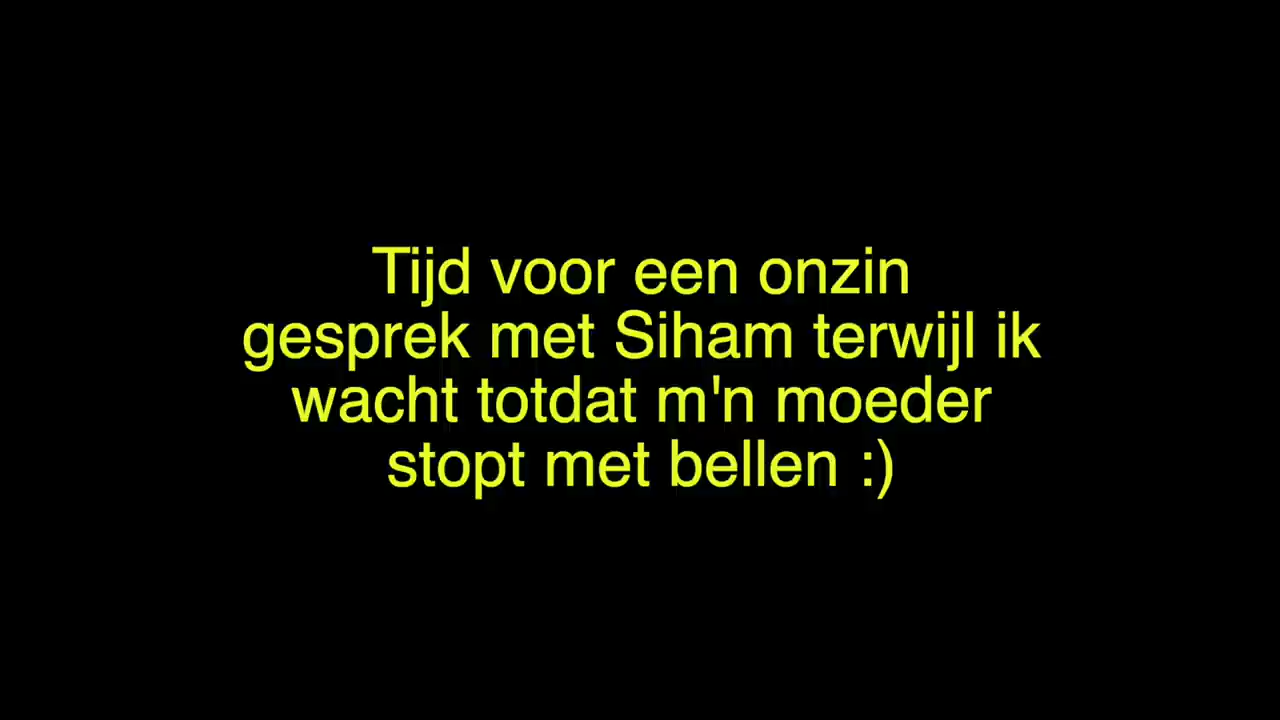 Tijd voor een onzin
gesprek met Siham terwijl ik
wacht totdat m'n moeder
stopt met bellen :)